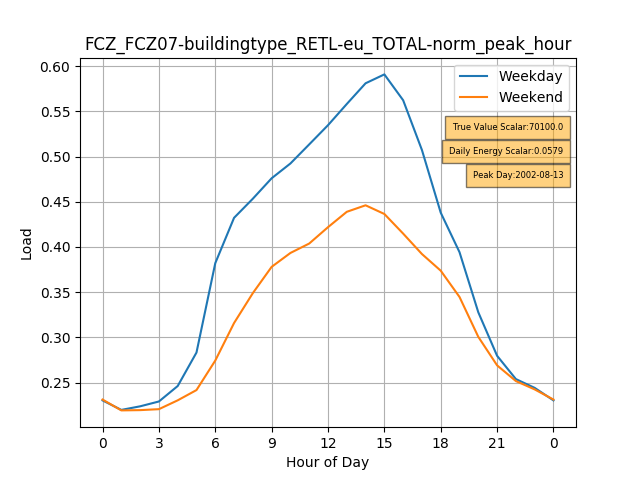 FCZ_FCZ07-buildingtype_RETL-eu_TOTAL-norm_peak_hour
Weekday
Weekend
True Value Scalar:70100.0
Daily Energy Scalar:0.0579
Peak Day:2002-08-13
Load
0.60
0.55
0.50
0.45
0.40
0.35
0.30
0.25
0 3 6 9 12 15 18 21 0
Hour of Day